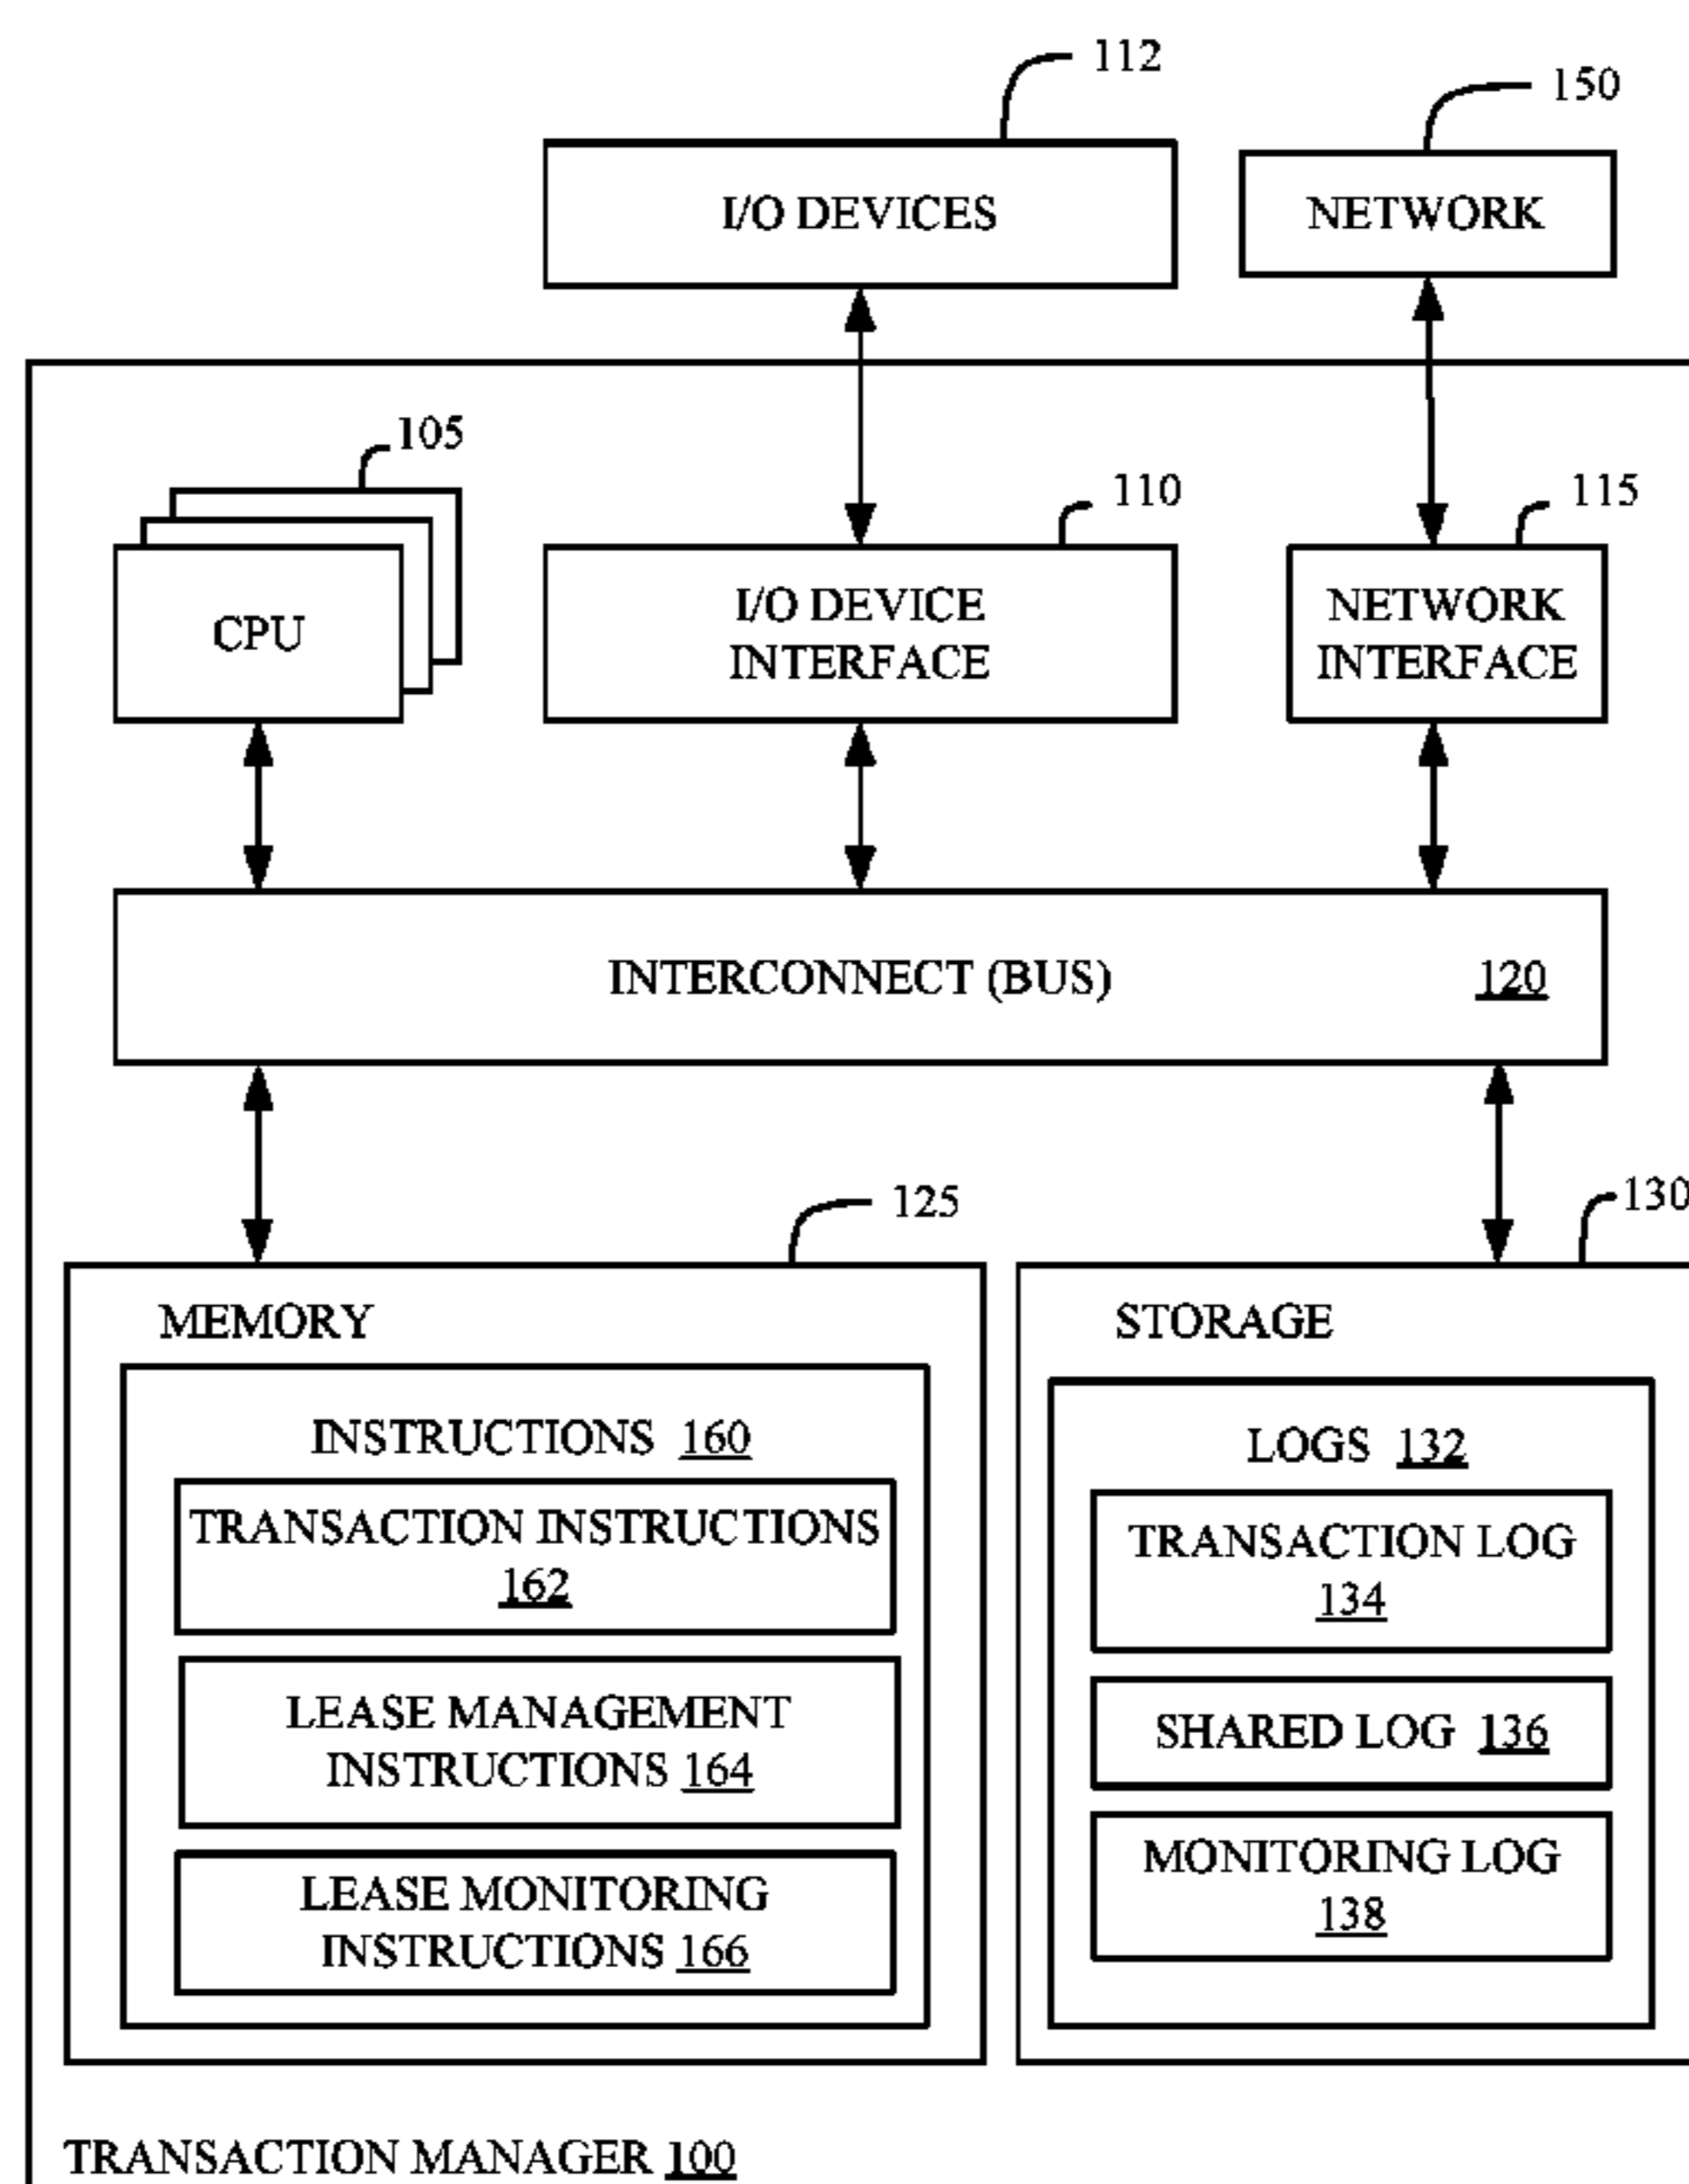 112
150
I/O DEVICES
NETWORK
105
110
115
CPU
I/O DEVICE
INTERFACE
NETWORK
INTERFACE
INTERCONNECT (BUS) 120
125
130
MEMORY
INSTRUCTIONS 160
TRANSACTION INSTRUCTIONS
162
LEASE MANAGEMENT
INSTRUCTIONS 164
LEASE MONITORING
INSTRUCTIONS 166
STORAGE
LOGS 132
TRANSACTION LOG
134
SHARED LOG 136
MONITORING LOG
138
TRANSACTION MANAGER 100